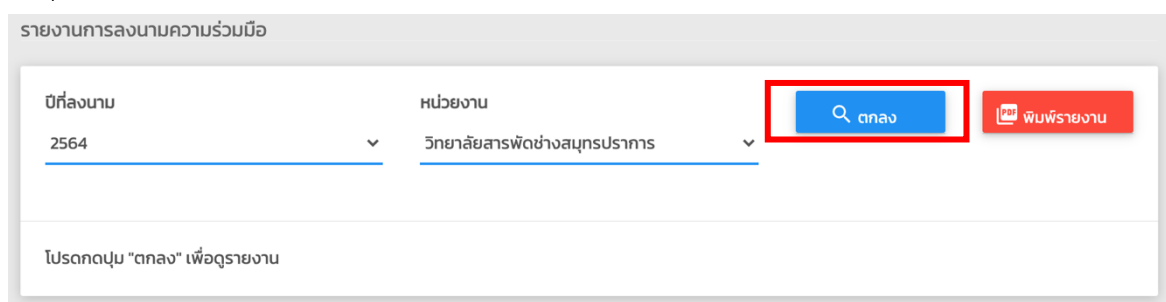 รายงานการลงนามความร่วมมือ
ปีที่ลงนาม
หน่วยงาน
2564
วิทยาลัยสารพัดช่างสมุทรปราการ
ตกลง
PDF พิมพ์รายงาน
โปรดกดปุ่ม "ตกลง" เพื่อดูรายงาน